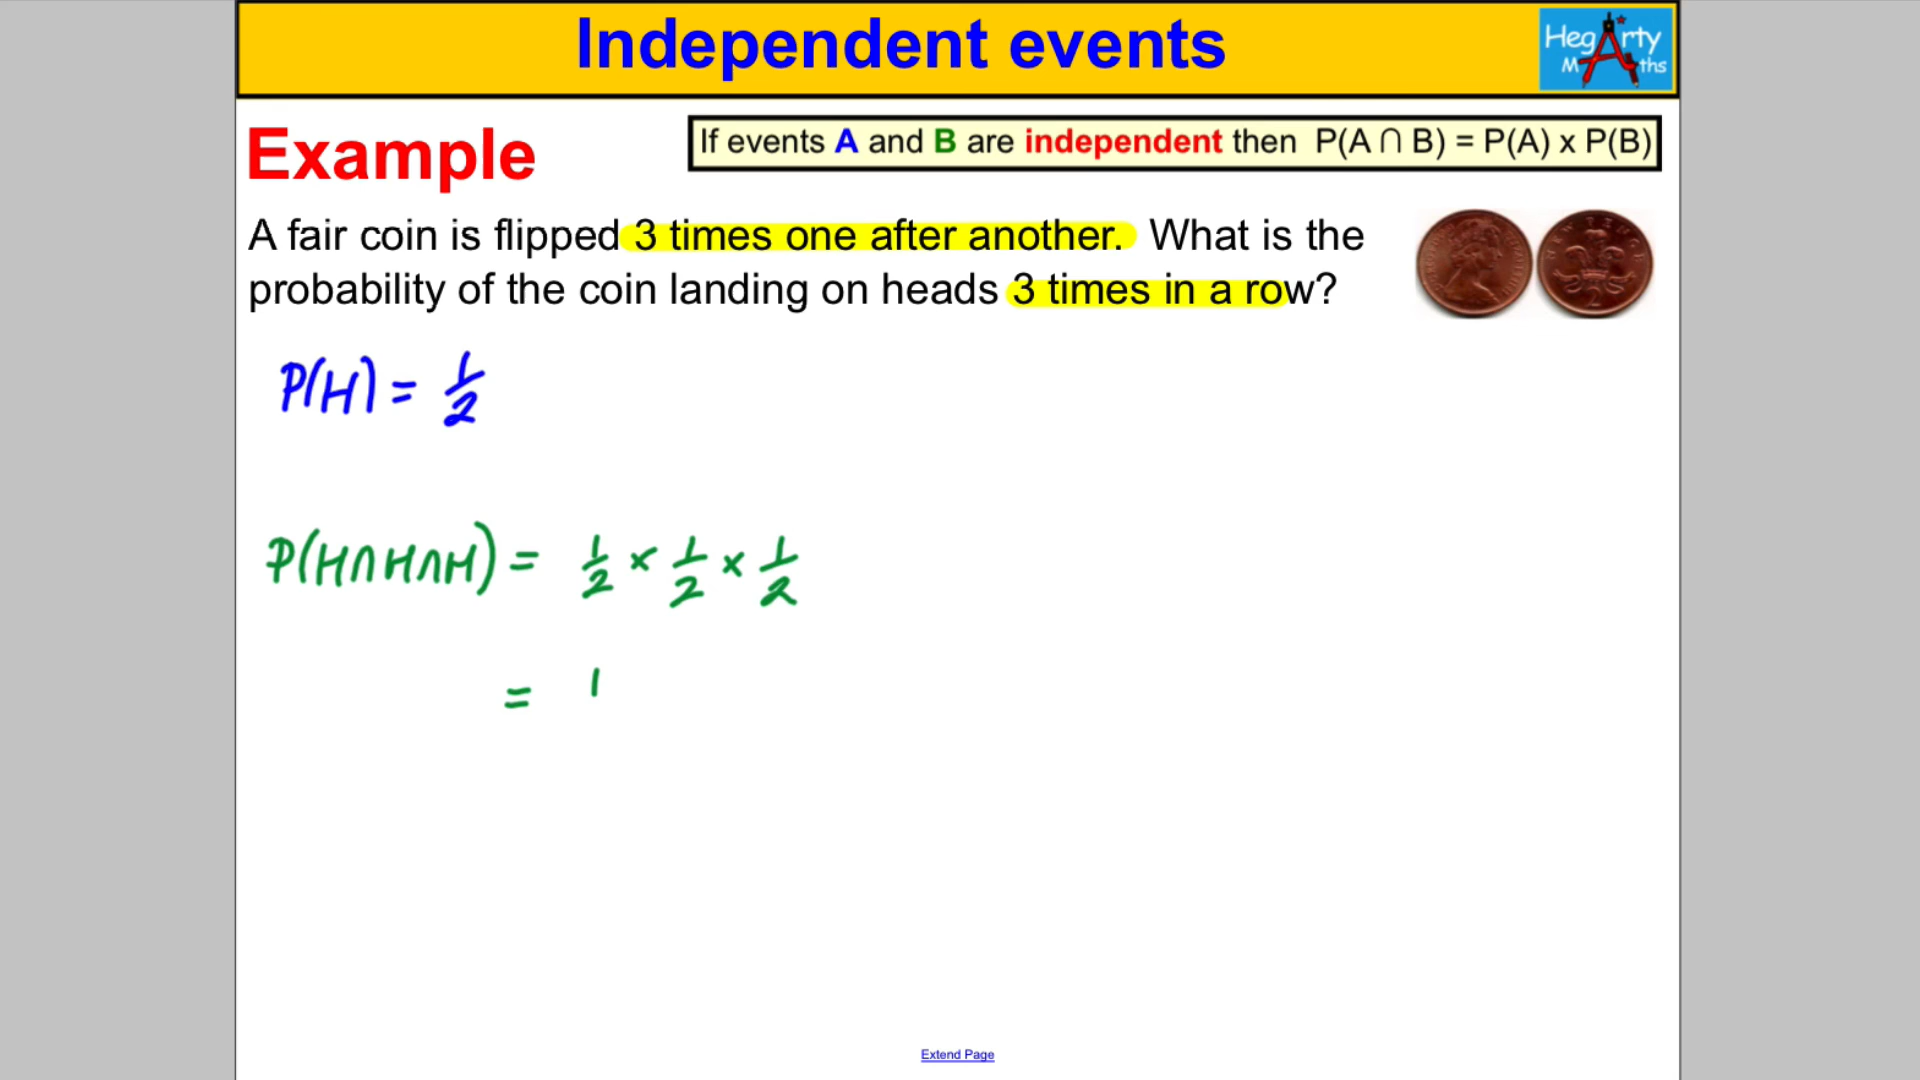 Independent events
Hegarty
Maths
Example
If events A and B are independent then P(A ∩ B) = P(A) x P(B)
A fair coin is flipped 3 times one after another. What is the
probability of the coin landing on heads 3 times in a row?
P(H) = 1/2
P(H∩H∩H) = 1/2 × 1/2 × 1/2
= 1
Extend Page